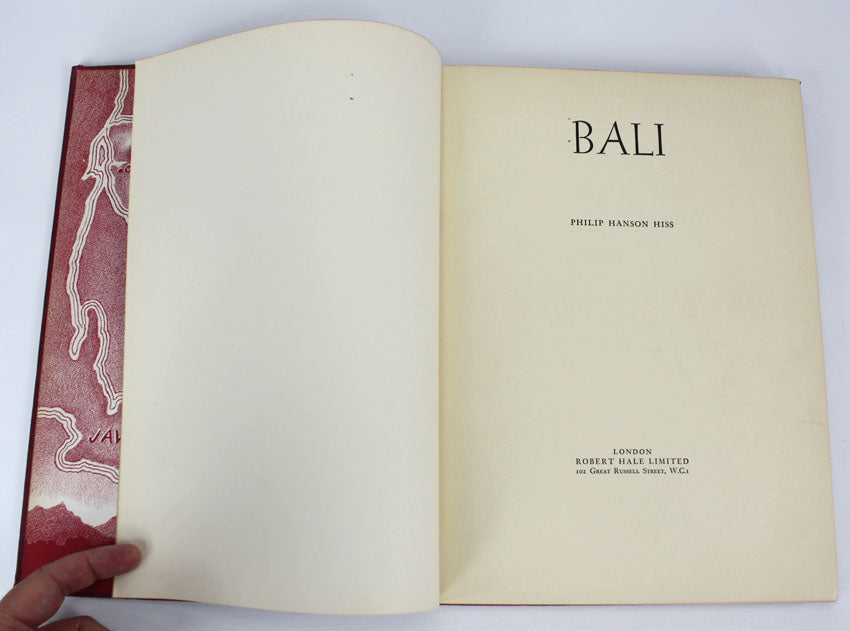 BALI
PHILIP HANSON HISS
LONDON
ROBERT HALE LIMITED
102 GREAT RUSSELL STREET, W.C.1